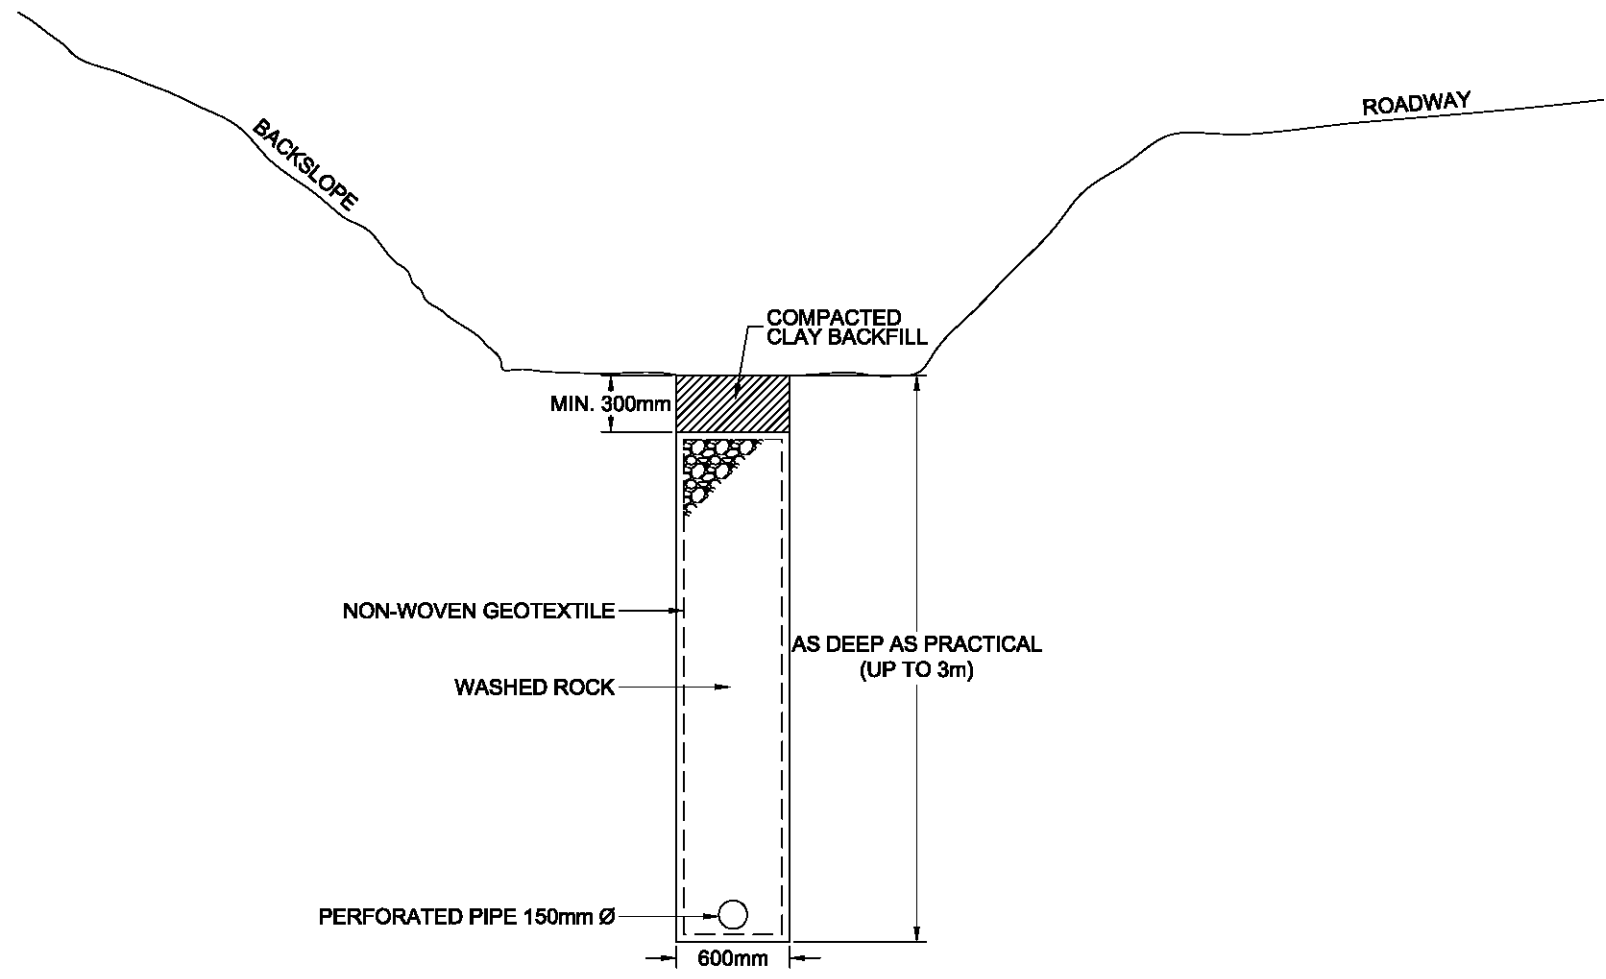 ROADWAY
BACKSLOPE
COMPACTED
CLAY BACKFILL
MIN. 300mm
NON-WOVEN GEOTEXTILE
AS DEEP AS PRACTICAL
(UP TO 3m)
WASHED ROCK
PERFORATED PIPE 150mm Ø
600mm